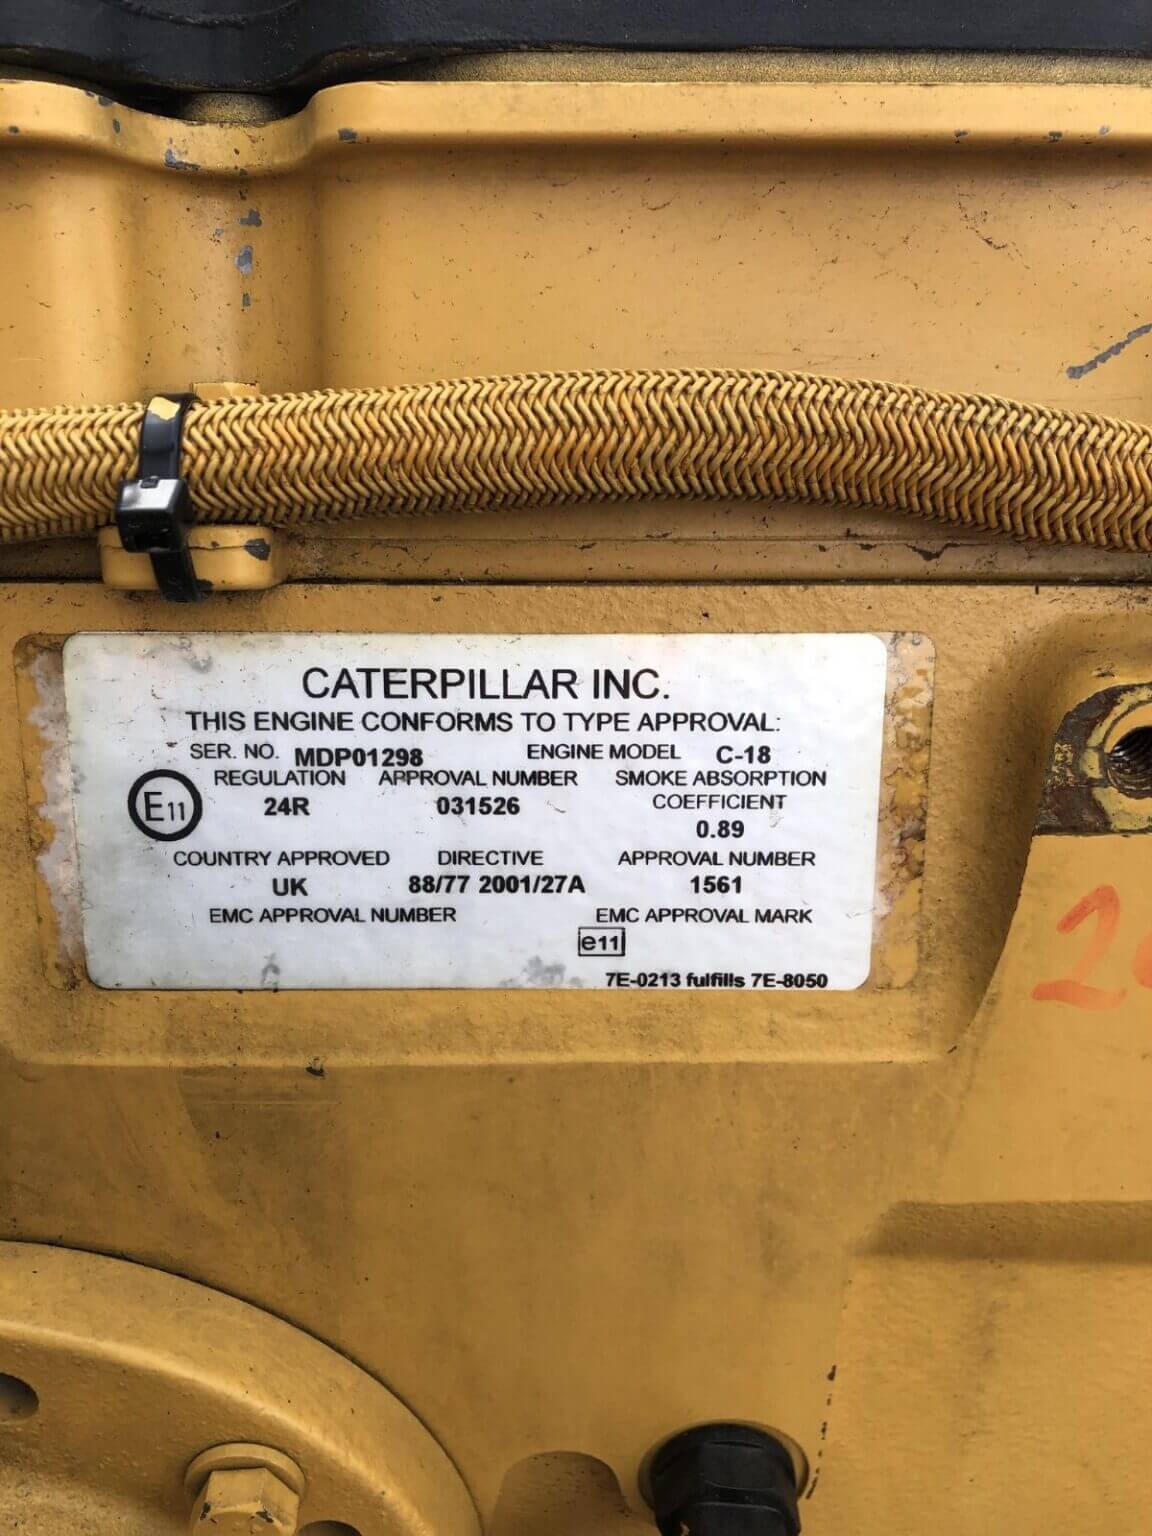 CATERPILLAR INC.
THIS ENGINE CONFORMS TO TYPE APPROVAL:
SER. NO. MDP01298 ENGINE MODEL C-18
REGULATION APPROVAL NUMBER SMOKE ABSORPTION
E11 24R 031526 COEFFICIENT
0.89
COUNTRY APPROVED DIRECTIVE APPROVAL NUMBER
UK 88/77 2001/27A 1561
EMC APPROVAL NUMBER EMC APPROVAL MARK
e11
7E-0213 fulfills 7E-8050